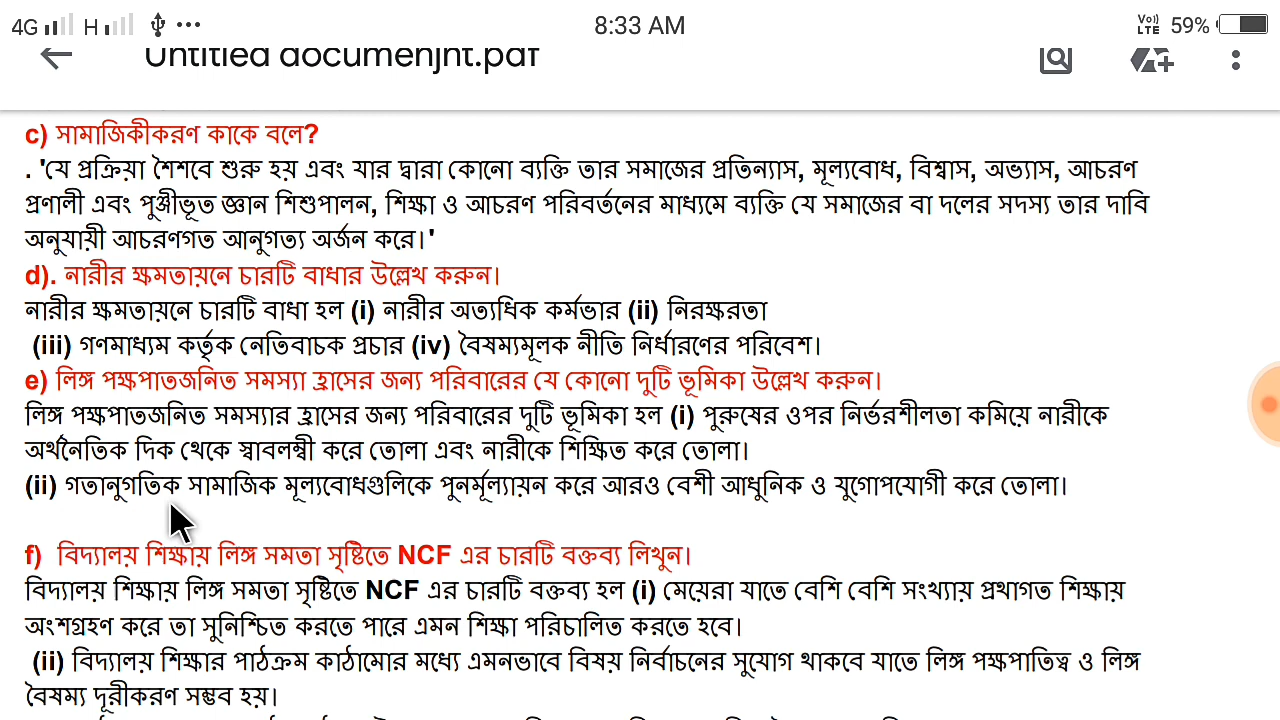 4G H 8:33 AM Vo)) LTE 59%
Untitled documenjnt.pdf
c) সামাজিকীকরণ কাকে বলে?
. 'যে প্রক্রিয়া শৈশবে শুরু হয় এবং যার দ্বারা কোনো ব্যক্তি তার সমাজের প্রতিন্যাস, মূল্যবোধ, বিশ্বাস, অভ্যাস, আচরণ
প্রণালী এবং পুঞ্জীভূত জ্ঞান শিশুপালন, শিক্ষা ও আচরণ পরিবর্তনের মাধ্যমে ব্যক্তি যে সমাজের বা দলের সদস্য তার দাবি
অনুযায়ী আচরণগত আনুগত্য অর্জন করে।'
d). নারীর ক্ষমতায়নে চারটি বাধার উল্লেখ করুন।
নারীর ক্ষমতায়নে চারটি বাধা হল (i) নারীর অত্যধিক কর্মভার (ii) নিরক্ষরতা
(iii) গণমাধ্যম কর্তৃক নেতিবাচক প্রচার (iv) বৈষম্যমূলক নীতি নির্ধারণের পরিবেশ।
e) লিঙ্গ পক্ষপাতজনিত সমস্যা হ্রাসের জন্য পরিবারের যে কোনো দুটি ভূমিকা উল্লেখ করুন।
লিঙ্গ পক্ষপাতজনিত সমস্যার হ্রাসের জন্য পরিবারের দুটি ভূমিকা হল (i) পুরুষের ওপর নির্ভরশীলতা কমিয়ে নারীকে
অর্থনৈতিক দিক থেকে স্বাবলম্বী করে তোলা এবং নারীকে শিক্ষিত করে তোলা।
(ii) গতানুগতিক সামাজিক মূল্যবোধগুলিকে পুনর্মূল্যায়ন করে আরও বেশী আধুনিক ও যুগোপযোগী করে তোলা।
f) বিদ্যালয় শিক্ষায় লিঙ্গ সমতা সৃষ্টিতে NCF এর চারটি বক্তব্য লিখুন।
বিদ্যালয় শিক্ষায় লিঙ্গ সমতা সৃষ্টিতে NCF এর চারটি বক্তব্য হল (i) মেয়েরা যাতে বেশি বেশি সংখ্যায় প্রথাগত শিক্ষায়
অংশগ্রহণ করে তা সুনিশ্চিত করতে পারে এমন শিক্ষা পরিচালিত করতে হবে।
(ii) বিদ্যালয় শিক্ষার পাঠক্রম কাঠামোর মধ্যে এমনভাবে বিষয় নির্বাচনের সুযোগ থাকবে যাতে লিঙ্গ পক্ষপাতিত্ব ও লিঙ্গ
বৈষম্য দূরীকরণ সম্ভব হয়।